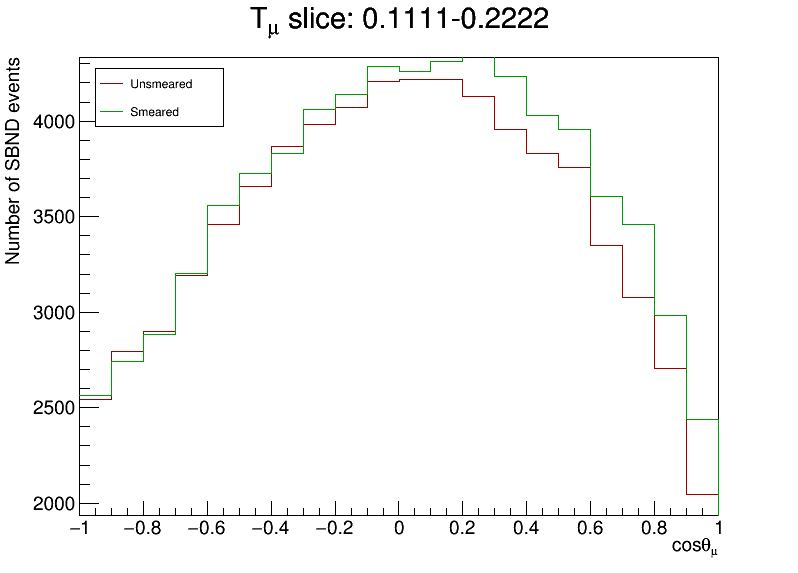 Tμ slice: 0.1111-0.2222
Number of SBND events
Unsmeared
Smeared
4000
3500
3000
2500
2000
−1 −0.8 −0.6 −0.4 −0.2 0 0.2 0.4 0.6 0.8 1
cosθμ